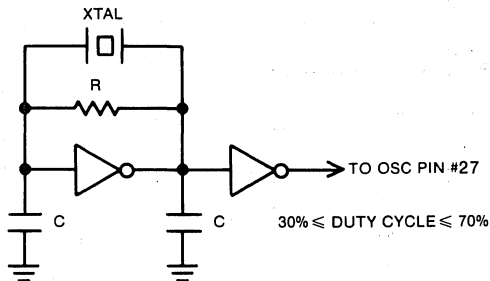 XTAL
R
TO OSC PIN #27
C
C
30% ≤ DUTY CYCLE ≤ 70%